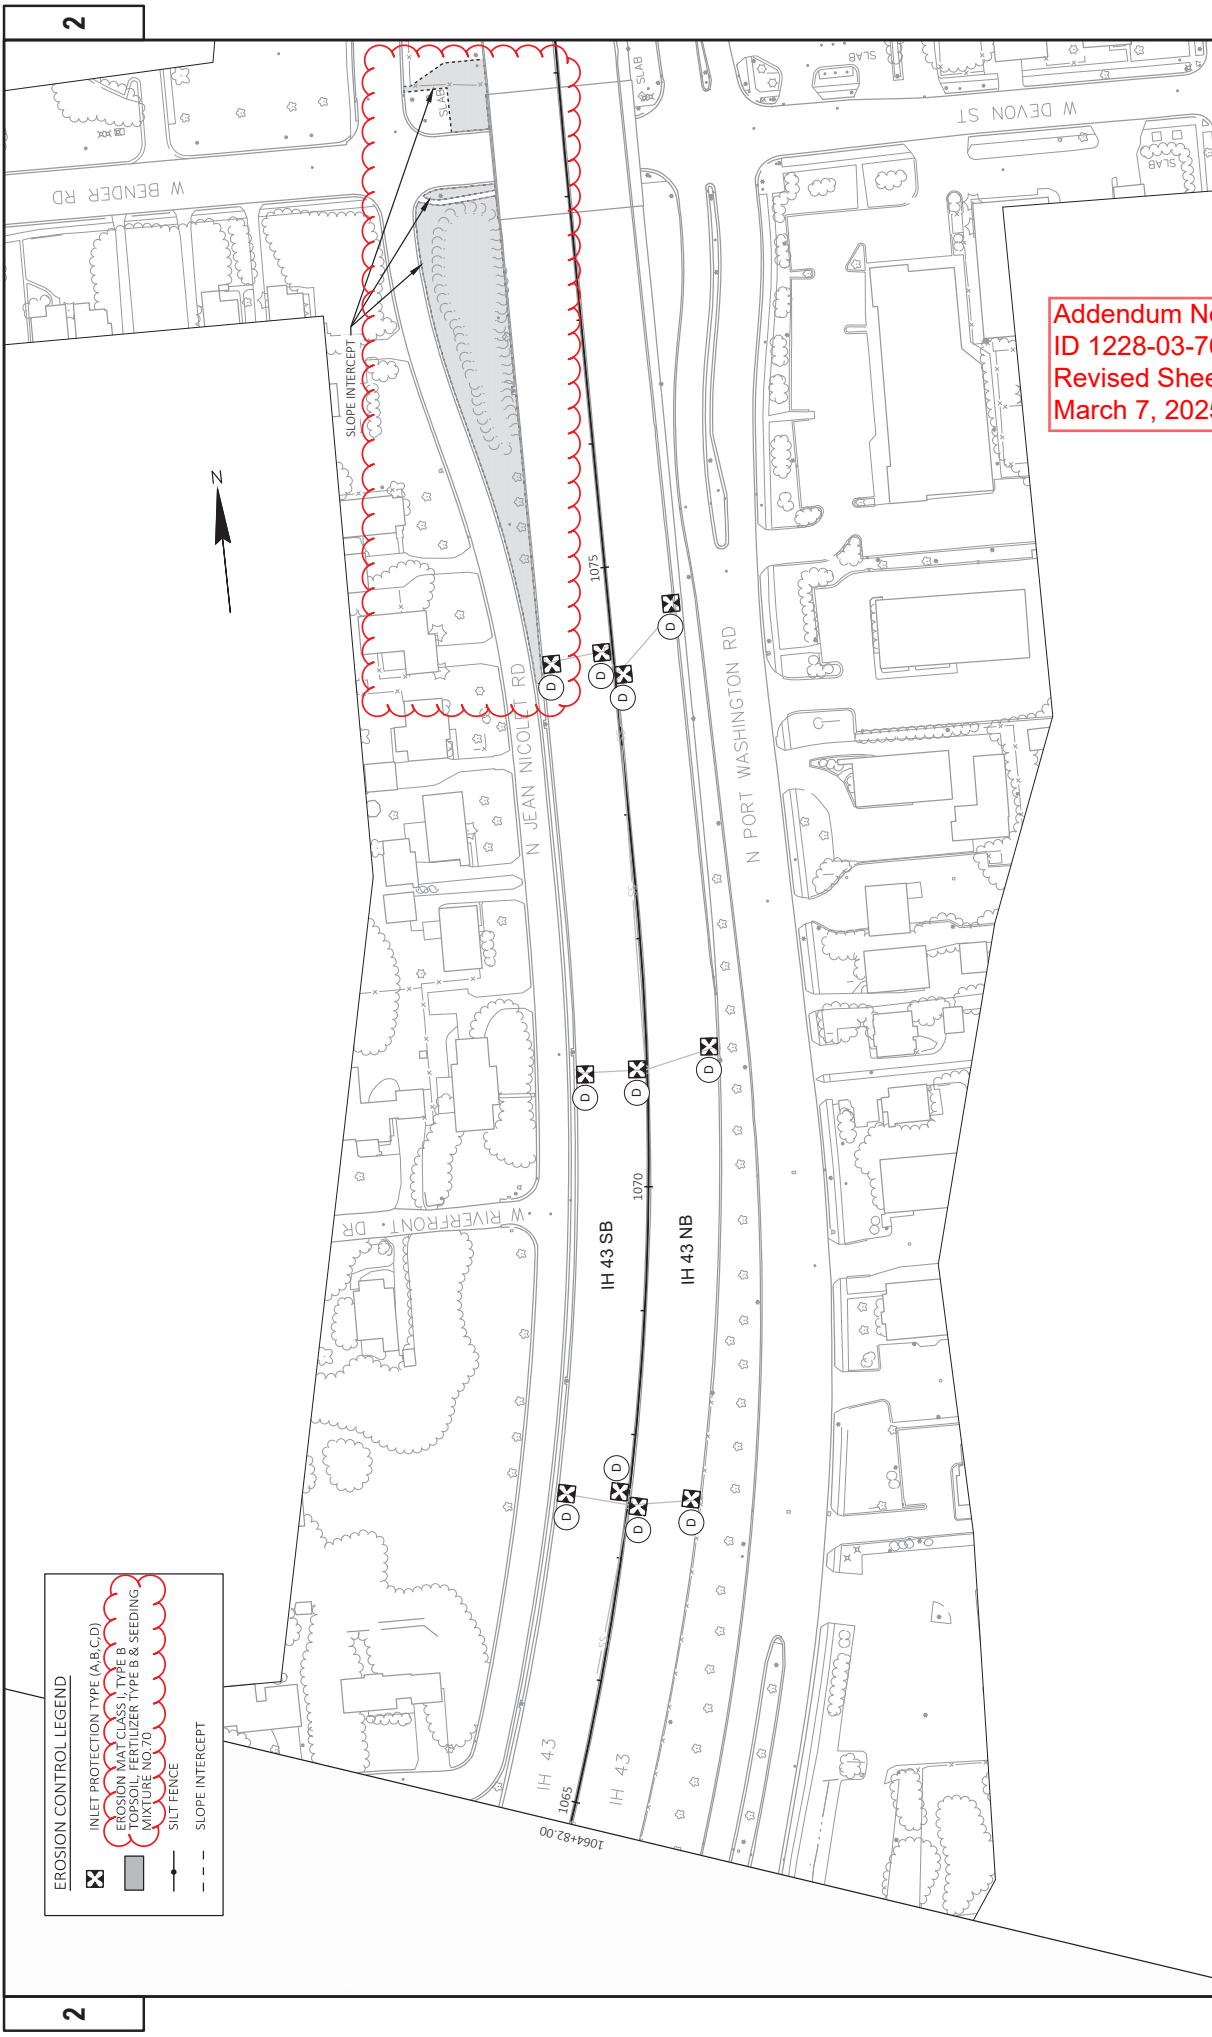 2
W BENDER RD
SLAB
SLAB
SLAB
W DEVON ST
SLAB
SLOPE INTERCEPT
N
Addendum No
ID 1228-03-70
Revised Shee
March 7, 2025
1075
D
D
D
D
N JEAN NICOLET RD
N PORT WASHINGTON RD
SS
D
D
D
1070
W RIVERFRONT DR
IH 43 SB
IH 43 NB
D
D
D
D
SS
IH 43
IH 43
1065
1064+82.00
EROSION CONTROL LEGEND
INLET PROTECTION TYPE (A,B,C,D)
EROSION MAT CLASS I, TYPE B
TOPSOIL, FERTILIZER TYPE B & SEEDING
MIXTURE NO.70
SILT FENCE
SLOPE INTERCEPT
2